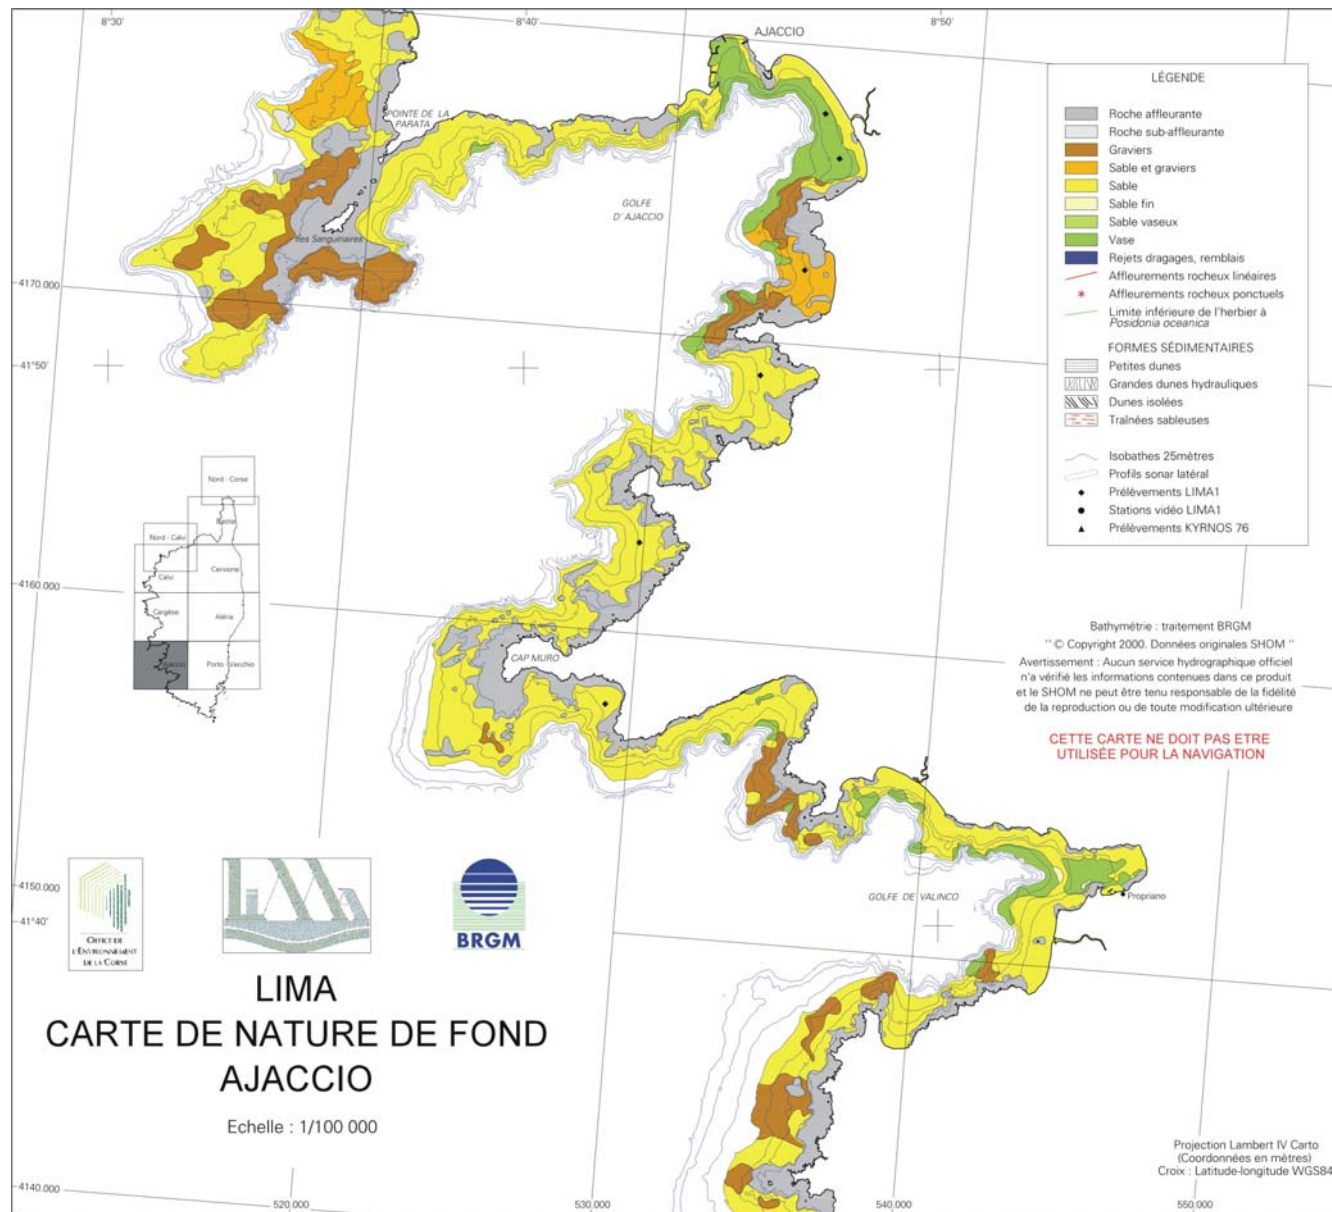 8°30'
8°40'
8°50'
AJACCIO
POINTE DE LA
PARATA
GOLFE
D' AJACCIO
Iles Sanguinaires
4170.000
41°50'
LÉGENDE
Roche affleurante
Roche sub-affleurante
Graviers
Sable et graviers
Sable
Sable fin
Sable vaseux
Vase
Rejets dragages, remblais
Affleurements rocheux linéaires
Affleurements rocheux ponctuels
Limite inférieure de l'herbier à
Posidonia oceanica
FORMES SÉDIMENTAIRES
Petites dunes
Grandes dunes hydrauliques
Dunes isolées
Traînées sableuses
Isobathes 25mètres
Profils sonar latéral
Prélèvements LIMA1
Stations vidéo LIMA1
Prélèvements KYRNOS 76
Nord - Corse
Bastia
Nord - Calvi
Calvi
Cervione
Cargèse
Aléria
Ajaccio
Porto - Vecchio
4160.000
CAP MURO
Bathymétrie : traitement BRGM
'' © Copyright 2000. Données originales SHOM ''
Avertissement : Aucun service hydrographique officiel
n'a vérifié les informations contenues dans ce produit
et le SHOM ne peut être tenu responsable de la fidélité
de la reproduction ou de toute modification ultérieure
CETTE CARTE NE DOIT PAS ETRE
UTILISÉE POUR LA NAVIGATION
4150.000
41°40'
GOLFE DE VALINCO
Propriano
OFFICE DE
L'ENVIRONNEMENT
DE LA CORSE
BRGM
LIMA
CARTE DE NATURE DE FOND
AJACCIO
Echelle : 1/100 000
Projection Lambert IV Carto
(Coordonnées en mètres)
Croix : Latitude-longitude WGS84
4140.000
520.000
530.000
540.000
550.000